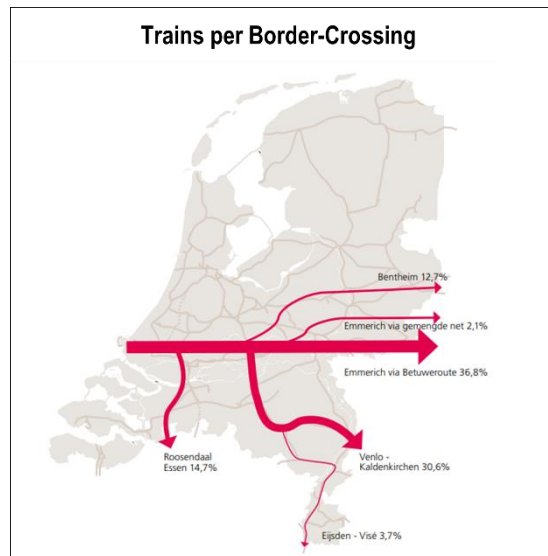 Trains per Border-Crossing
Bentheim 12,7%
Emmerich via gemengde net 2,1%
Emmerich via Betuweroute 36,8%
Roosendaal
Essen 14,7%
Venlo -
Kaldenkirchen 30,6%
Eijsden - Visé 3,7%